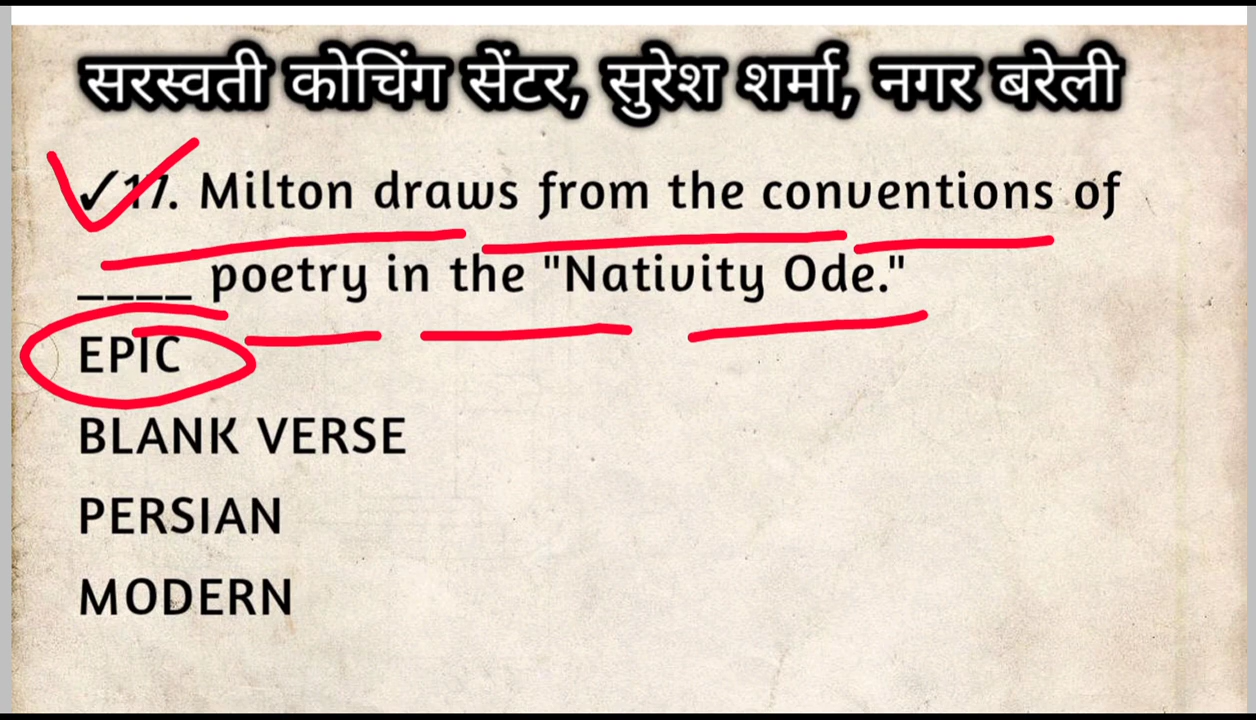 सरस्वती कोचिंग सेंटर, सुरेश शर्मा, नगर बरेली
✓17. Milton draws from the conventions of
____ poetry in the "Nativity Ode."
EPIC
BLANK VERSE
PERSIAN
MODERN